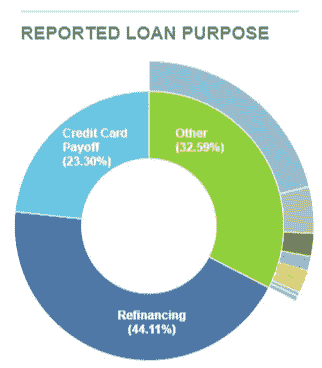 REPORTED LOAN PURPOSE
Credit Card
Payoff
(23.30%)
Other
(32.59%)
Refinancing
(44.11%)